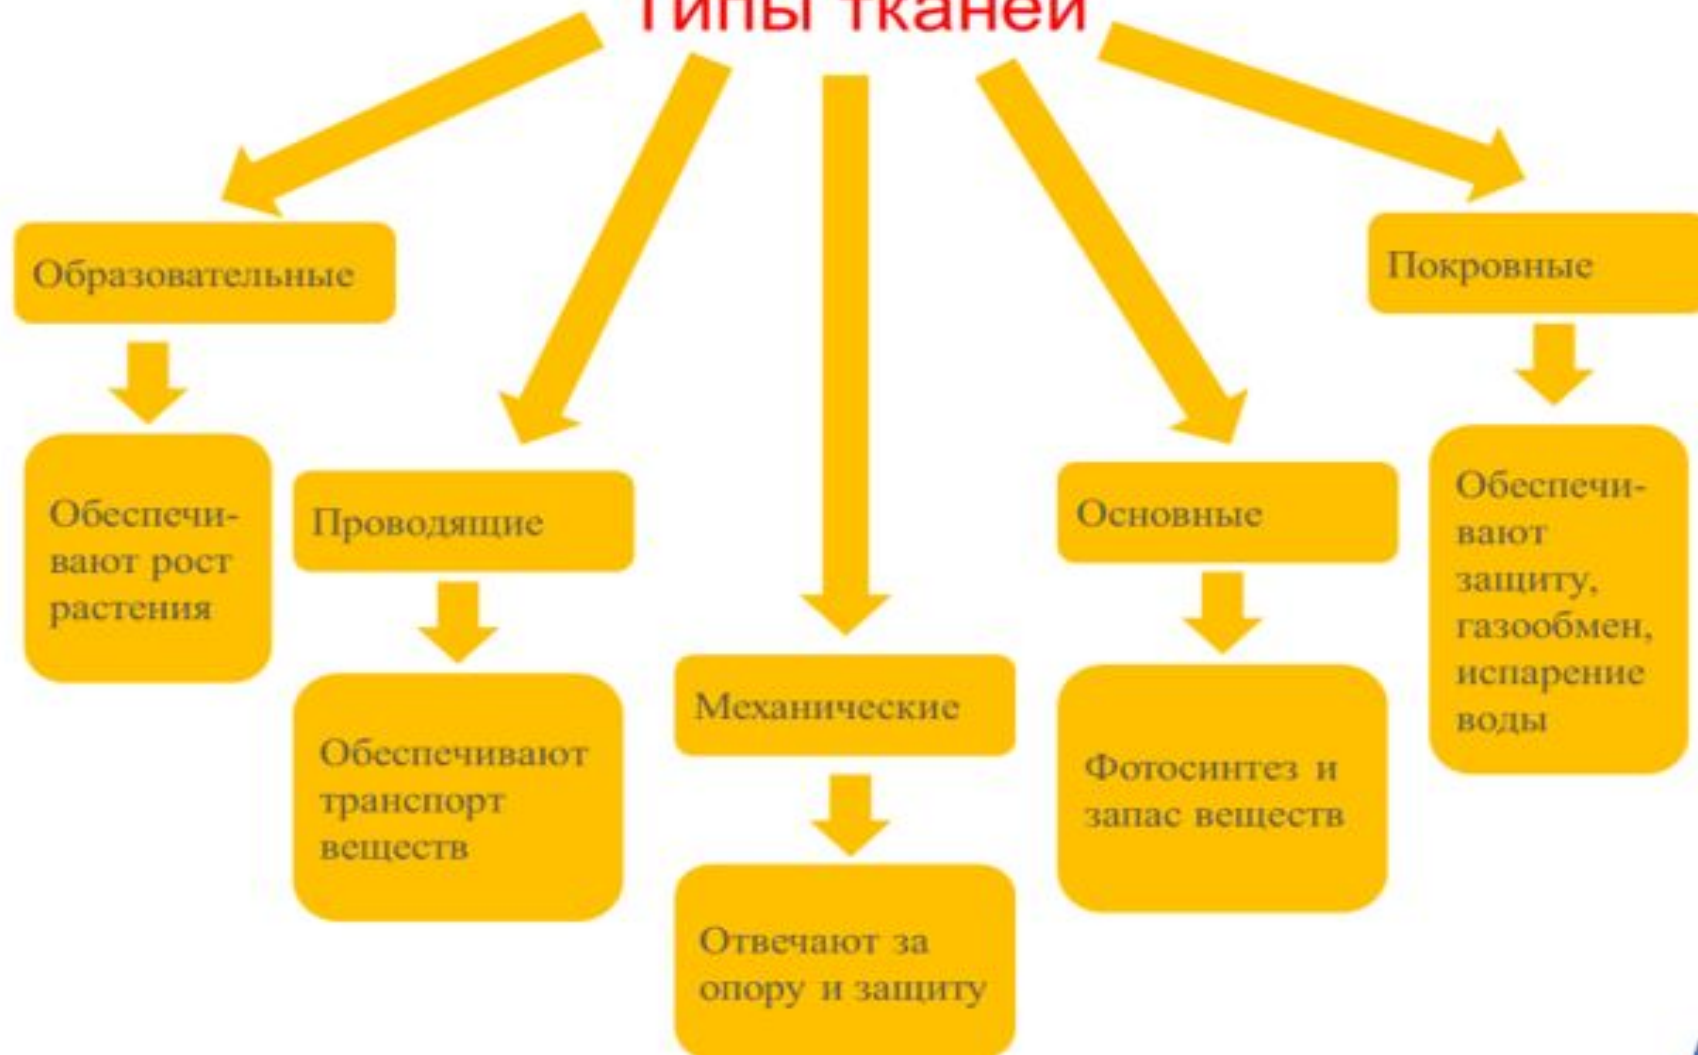 Типы тканей
Образовательные
Обеспечи-
вают рост
растения
Проводящие
Обеспечивают
транспорт
веществ
Механические
Отвечают за
опору и защиту
Основные
Фотосинтез и
запас веществ
Покровные
Обеспечи-
вают
защиту,
газообмен,
испарение
воды